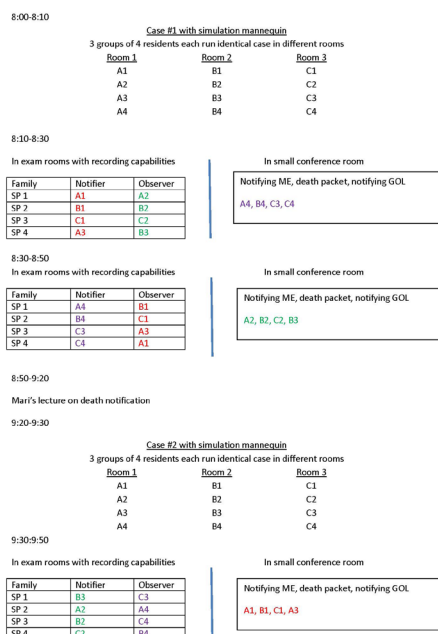 8:00-8:10
Case #1 with simulation mannequin
3 groups of 4 residents each run identical case in different rooms
Room 1 Room 2 Room 3
A1 B1 C1
A2 B2 C2
A3 B3 C3
A4 B4 C4
8:10-8:30
In exam rooms with recording capabilities
Family Notifier Observer
SP 1 A1 A2
SP 2 B1 B2
SP 3 C1 C2
SP 4 A3 B3
In small conference room
Notifying ME, death packet, notifying GOL
A4, B4, C3, C4
8:30-8:50
In exam rooms with recording capabilities
Family Notifier Observer
SP 1 A4 B1
SP 2 B4 C1
SP 3 C3 A3
SP 4 C4 A1
In small conference room
Notifying ME, death packet, notifying GOL
A2, B2, C2, B3
8:50-9:20
Mari's lecture on death notification
9:20-9:30
Case #2 with simulation mannequin
3 groups of 4 residents each run identical case in different rooms
Room 1 Room 2 Room 3
A1 B1 C1
A2 B2 C2
A3 B3 C3
A4 B4 C4
9:30:9:50
In exam rooms with recording capabilities
Family Notifier Observer
SP 1 B3 C3
SP 2 A2 A4
SP 3 B2 C4
SP 4 C2 B4
In small conference room
Notifying ME, death packet, notifying GOL
A1, B1, C1, A3